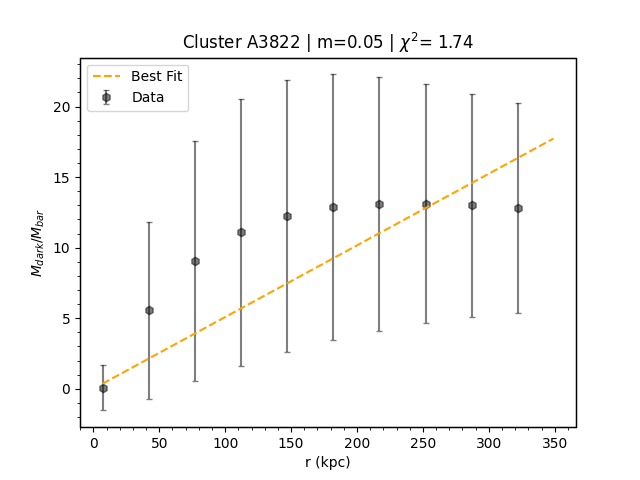 Cluster A3822 | m=0.05 | χ²= 1.74
Best Fit
Data
20
15
10
5
0
M_dark/M_bar
0 50 100 150 200 250 300 350
r (kpc)